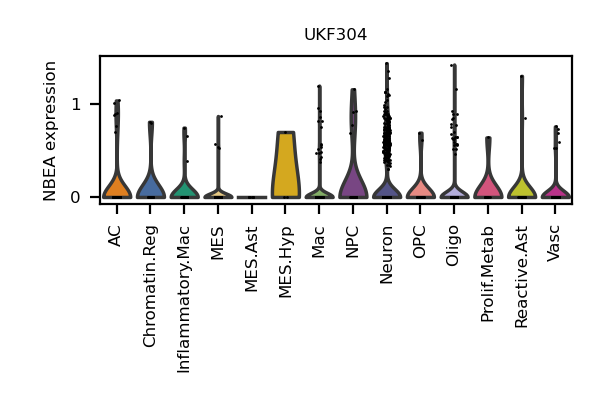 UKF304
NBEA expression
1
0
AC
Chromatin.Reg
Inflammatory.Mac
MES
MES.Ast
MES.Hyp
Mac
NPC
Neuron
OPC
Oligo
Prolif.Metab
Reactive.Ast
Vasc